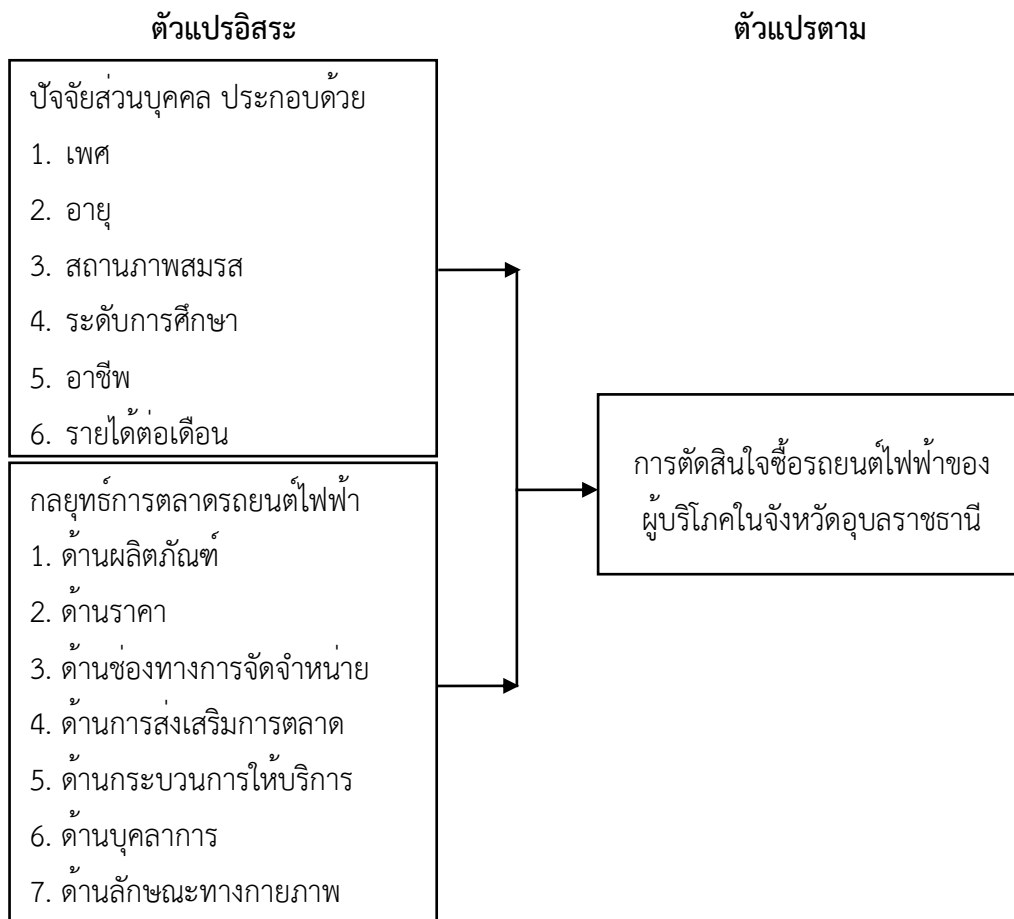 ตัวแปรอิสระ
ตัวแปรตาม
ปัจจัยส่วนบุคคล ประกอบด้วย
1. เพศ
2. อายุ
3. สถานภาพสมรส
4. ระดับการศึกษา
5. อาชีพ
6. รายได้ต่อเดือน
กลยุทธ์การตลาดรถยนต์ไฟฟ้า
1. ด้านผลิตภัณฑ์
2. ด้านราคา
3. ด้านช่องทางการจัดจำหน่าย
4. ด้านการส่งเสริมการตลาด
5. ด้านกระบวนการให้บริการ
6. ด้านบุคลาการ
7. ด้านลักษณะทางกายภาพ
การตัดสินใจซื้อรถยนต์ไฟฟ้าของ
ผู้บริโภคในจังหวัดอุบลราชธานี